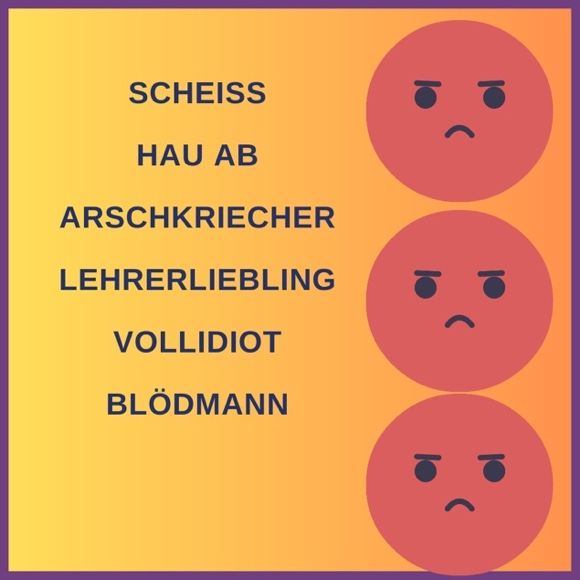 SCHEISS
HAU AB
ARSCHKRIECHER
LEHRERLIEBLING
VOLLIDIOT
BLÖDMANN